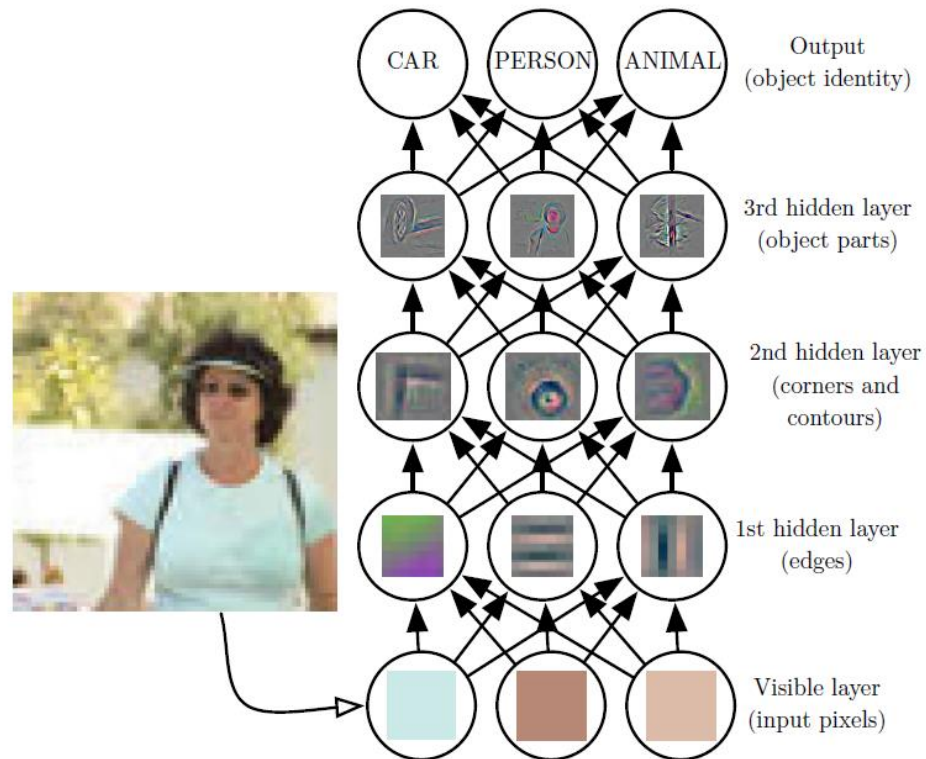 CAR PERSON ANIMAL
Output
(object identity)
3rd hidden layer
(object parts)
2nd hidden layer
(corners and
contours)
1st hidden layer
(edges)
Visible layer
(input pixels)